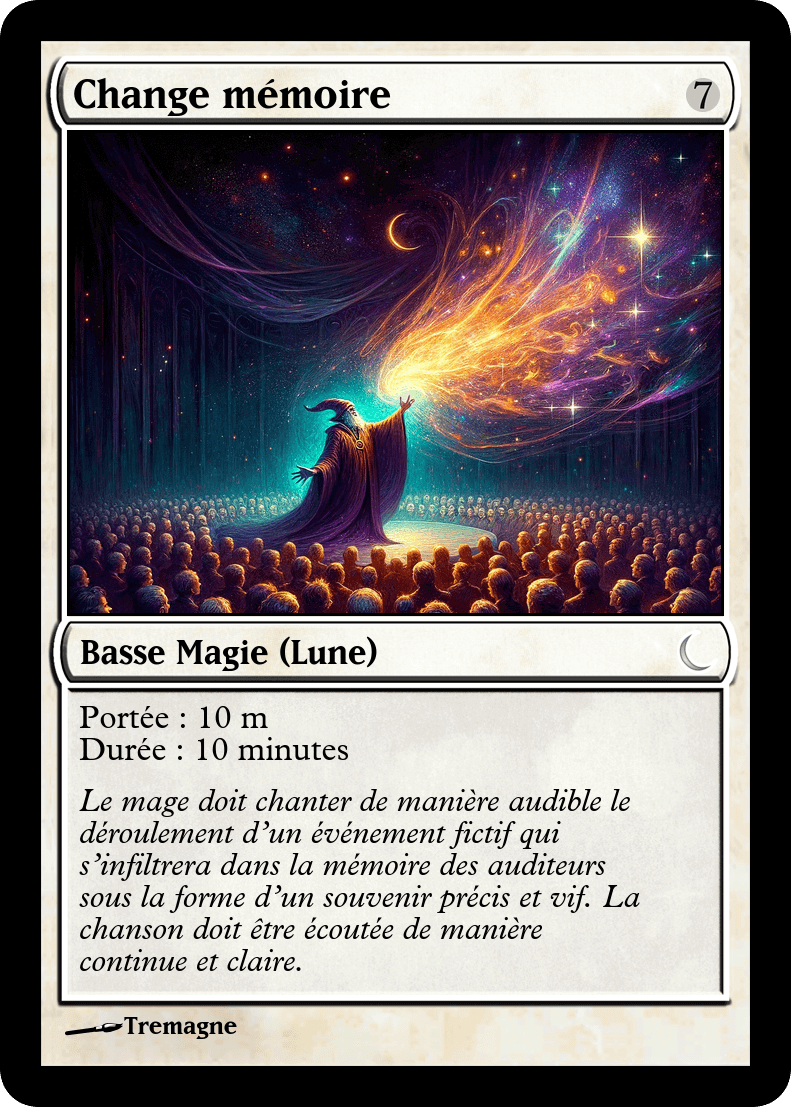 Change mémoire
7
Basse Magie (Lune)
Portée : 10 m
Durée : 10 minutes
Le mage doit chanter de manière audible le
déroulement d’un événement fictif qui
s’infiltrera dans la mémoire des auditeurs
sous la forme d’un souvenir précis et vif. La
chanson doit être écoutée de manière
continue et claire.
Tremagne